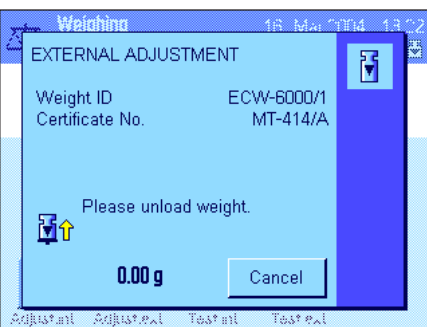 Weighing 16. Mai 2004 13:22
EXTERNAL ADJUSTMENT
Weight ID ECW-6000/1
Certificate No. MT-414/A
Please unload weight.
0.00 g Cancel
Adjust.int Adjust.ext Test int Test ext